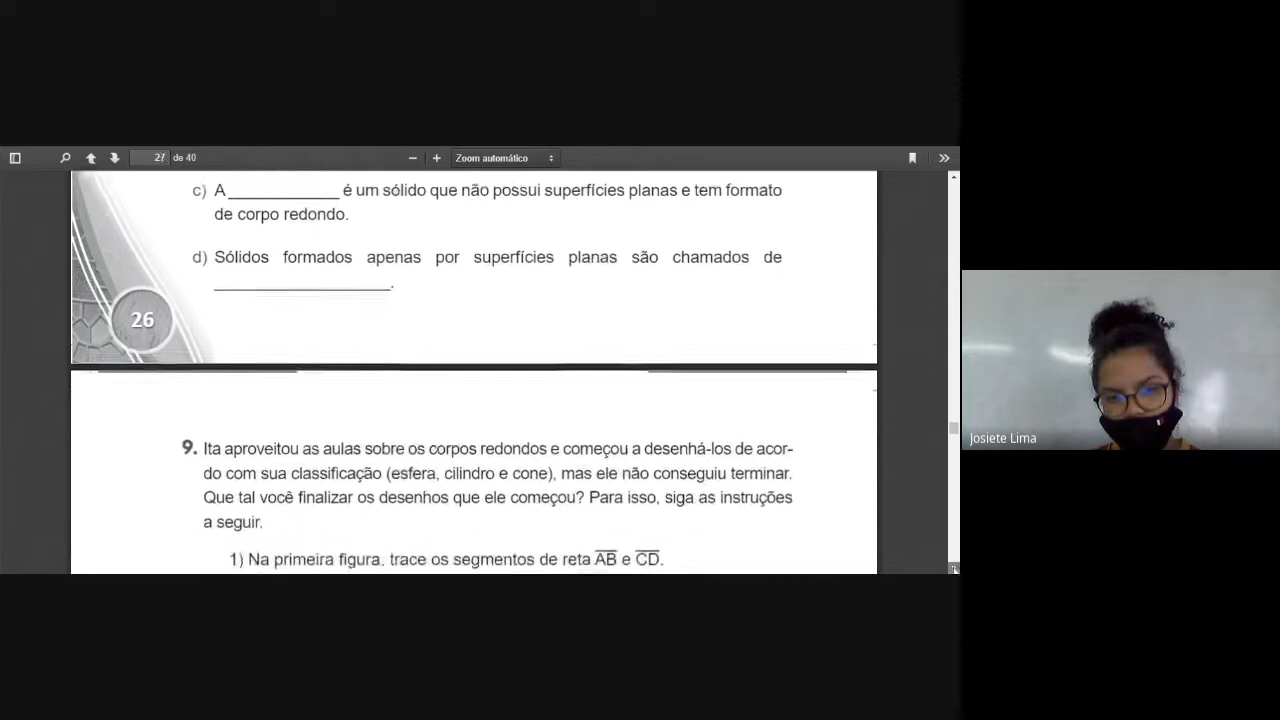 27 de 40
Zoom automático
c) A____________ é um sólido que não possui superfícies planas e tem formato
de corpo redondo.
d) Sólidos formados apenas por superfícies planas são chamados de
____________________.
26
9. Ita aproveitou as aulas sobre os corpos redondos e começou a desenhá-los de acor-
do com sua classificação (esfera, cilindro e cone), mas ele não conseguiu terminar.
Que tal você finalizar os desenhos que ele começou? Para isso, siga as instruções
a seguir.
1) Na primeira figura, trace os segmentos de reta A̅B̅ e C̅D̅.
Josiete Lima